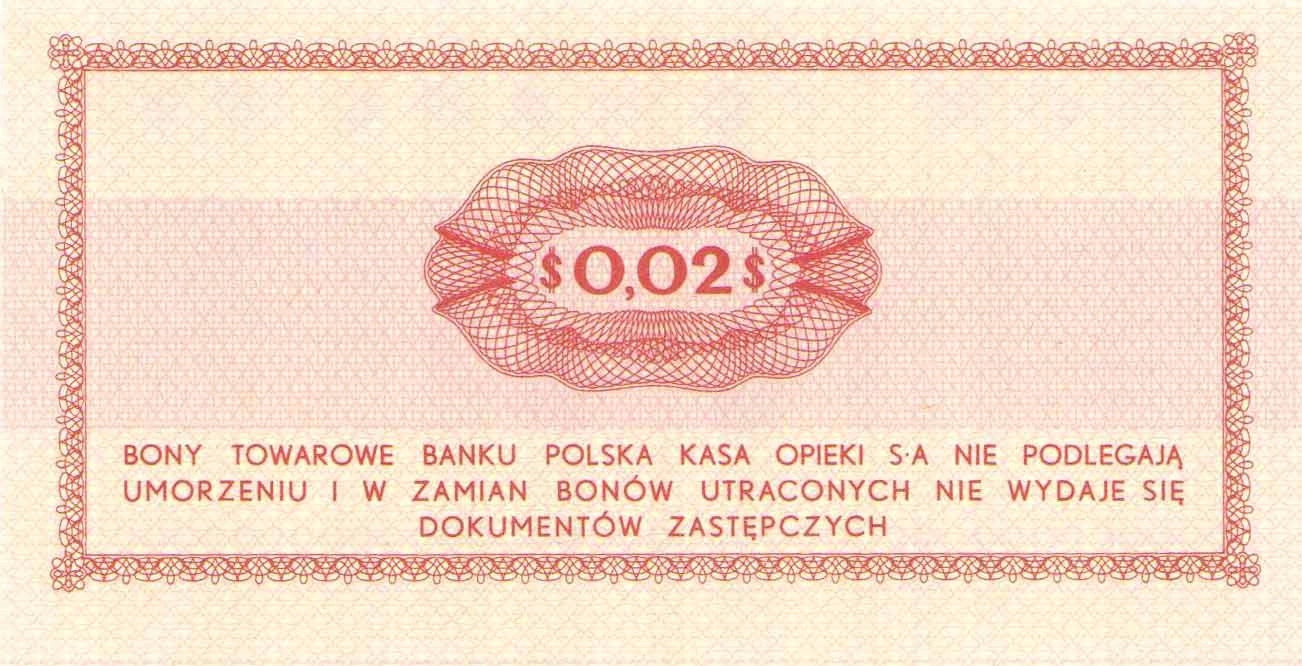 $0,02$
BONY TOWAROWE BANKU POLSKA KASA OPIEKI S·A NIE PODLEGAJĄ
UMORZENIU I W ZAMIAN BONÓW UTRACONYCH NIE WYDAJE SIĘ
DOKUMENTÓW ZASTĘPCZYCH